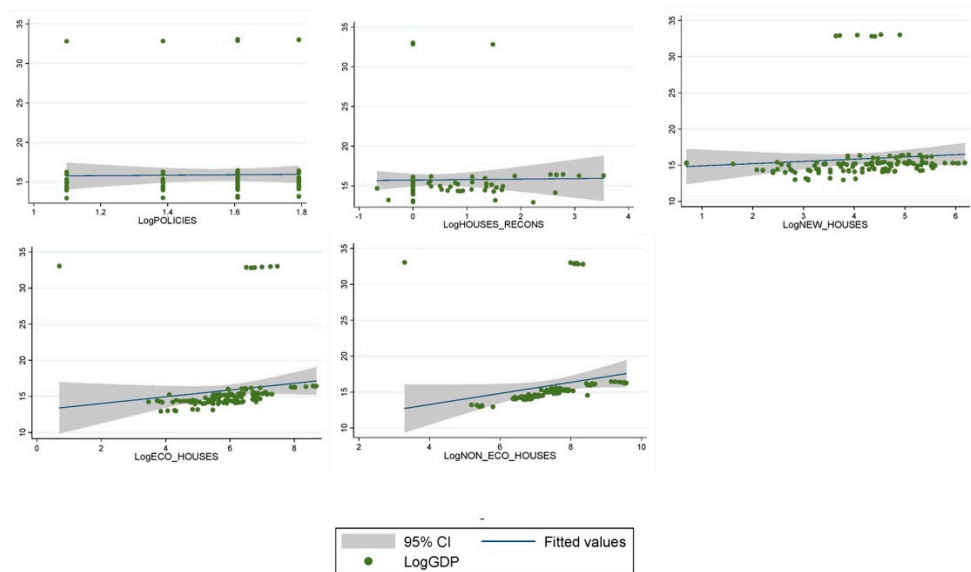 35
30
25
20
15
1 1.2 1.4 1.6 1.8
LogPOLICIES
35
30
25
20
15
-1 0 1 2 3 4
LogHOUSES_RECONS
35
30
25
20
15
10
1 2 3 4 5 6
LogNEW_HOUSES
35
30
25
20
15
10
0 2 4 6 8
LogECO_HOUSES
35
30
25
20
15
10
2 4 6 8 10
LogNON_ECO_HOUSES
95% CI Fitted values
LogGDP